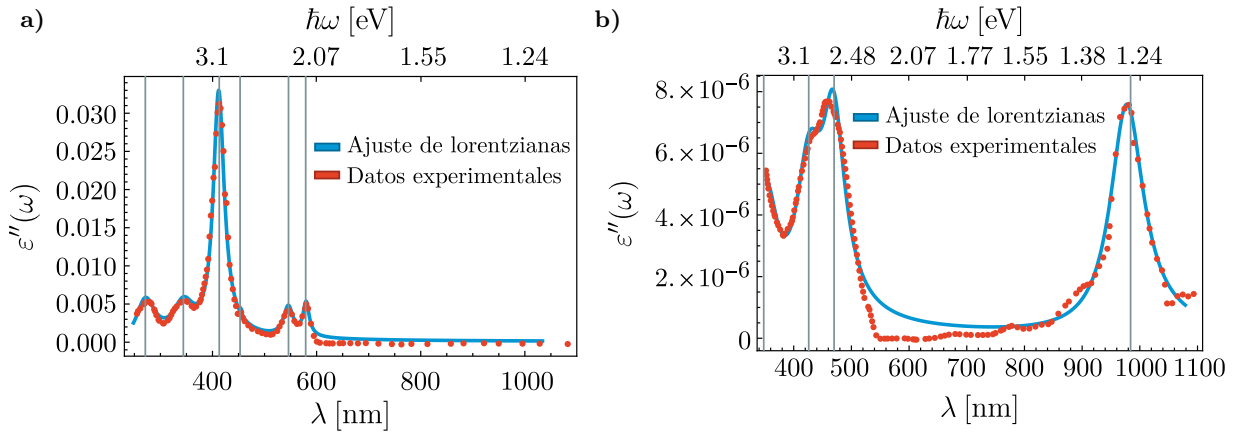 a)
ħω [eV]
3.1 2.07 1.55 1.24
0.030
0.025
0.020
0.015
0.010
0.005
0.000
ε″(ω)
Ajuste de lorentzianas
Datos experimentales
400 600 800 1000
λ [nm]
b)
ħω [eV]
3.1 2.48 2.07 1.77 1.55 1.38 1.24
8.×10⁻⁶
6.×10⁻⁶
4.×10⁻⁶
2.×10⁻⁶
0
ε″(ω)
Ajuste de lorentzianas
Datos experimentales
400 500 600 700 800 900 1000 1100
λ [nm]